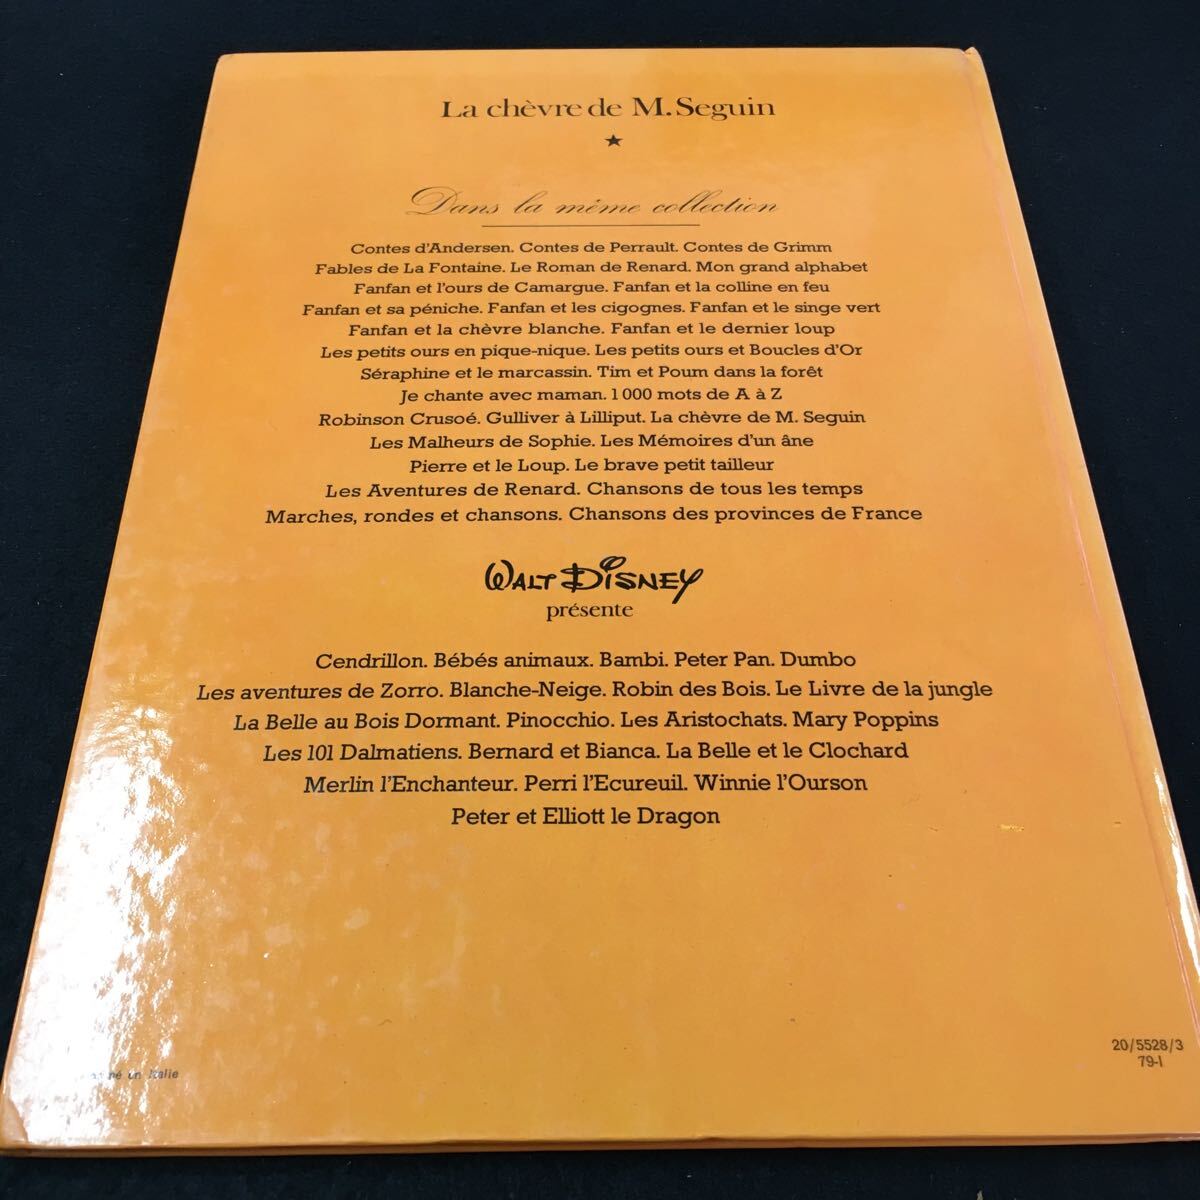 La chèvre de M. Seguin
★
Dans la même collection
Contes d'Andersen. Contes de Perrault. Contes de Grimm
Fables de La Fontaine. Le Roman de Renard. Mon grand alphabet
Fanfan et l'ours de Camargue. Fanfan et la colline en feu
Fanfan et sa péniche. Fanfan et les cigognes. Fanfan et le singe vert
Fanfan et la chèvre blanche. Fanfan et le dernier loup
Les petits ours en pique-nique. Les petits ours et Boucles d'Or
Séraphine et le marcassin. Tim et Poum dans la forêt
Je chante avec maman. 1000 mots de A à Z
Robinson Crusoé. Gulliver à Lilliput. La chèvre de M. Seguin
Les Malheurs de Sophie. Les Mémoires d'un âne
Pierre et le Loup. Le brave petit tailleur
Les Aventures de Renard. Chansons de tous les temps
Marches, rondes et chansons. Chansons des provinces de France
WALT DISNEY
présente
Cendrillon. Bébés animaux. Bambi. Peter Pan. Dumbo
Les aventures de Zorro. Blanche-Neige. Robin des Bois. Le Livre de la jungle
La Belle au Bois Dormant. Pinocchio. Les Aristochats. Mary Poppins
Les 101 Dalmatiens. Bernard et Bianca. La Belle et le Clochard
Merlin l'Enchanteur. Perri l'Ecureuil. Winnie l'Ourson
Peter et Elliott le Dragon
20/5528/3
79-1
en Italie